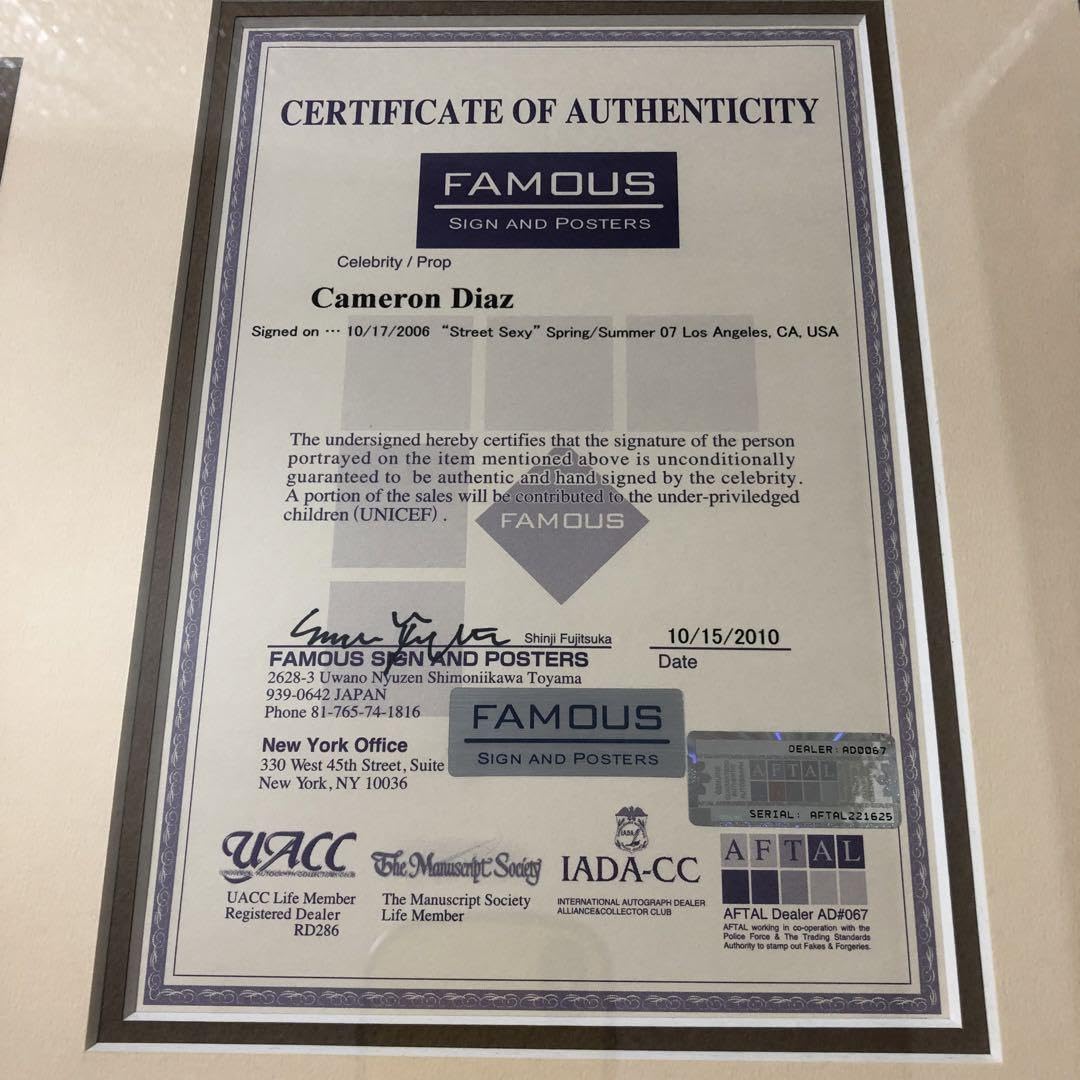 CERTIFICATE OF AUTHENTICITY
FAMOUS
SIGN AND POSTERS
Celebrity / Prop
Cameron Diaz
Signed on ··· 10/17/2006 “Street Sexy” Spring/Summer 07 Los Angeles, CA, USA
The undersigned hereby certifies that the signature of the person
portrayed on the item mentioned above is unconditionally
guaranteed to be authentic and hand signed by the celebrity.
A portion of the sales will be contributed to the under-priviledged
children (UNICEF) .
FAMOUS
Shinji Fujitsuka
10/15/2010
FAMOUS SIGN AND POSTERS
Date
2628-3 Uwano Nyuzen Shimoniikawa Toyama
939-0642 JAPAN
Phone 81-765-74-1816
FAMOUS
SIGN AND POSTERS
New York Office
330 West 45th Street, Suite
New York, NY 10036
DEALER: AD0067
AFTAL
SERIAL: AFTAL221625
UACC
UACC Life Member
Registered Dealer
RD286
The Manuscript Society
The Manuscript Society
Life Member
IADA
IADA-CC
INTERNATIONAL AUTOGRAPH DEALER
ALLIANCE&COLLECTOR CLUB
AFTAL
AFTAL Dealer AD#067
AFTAL working in co-operation with the
Police Force & The Trading Standards
Authority to stamp out Fakes & Forgeries.